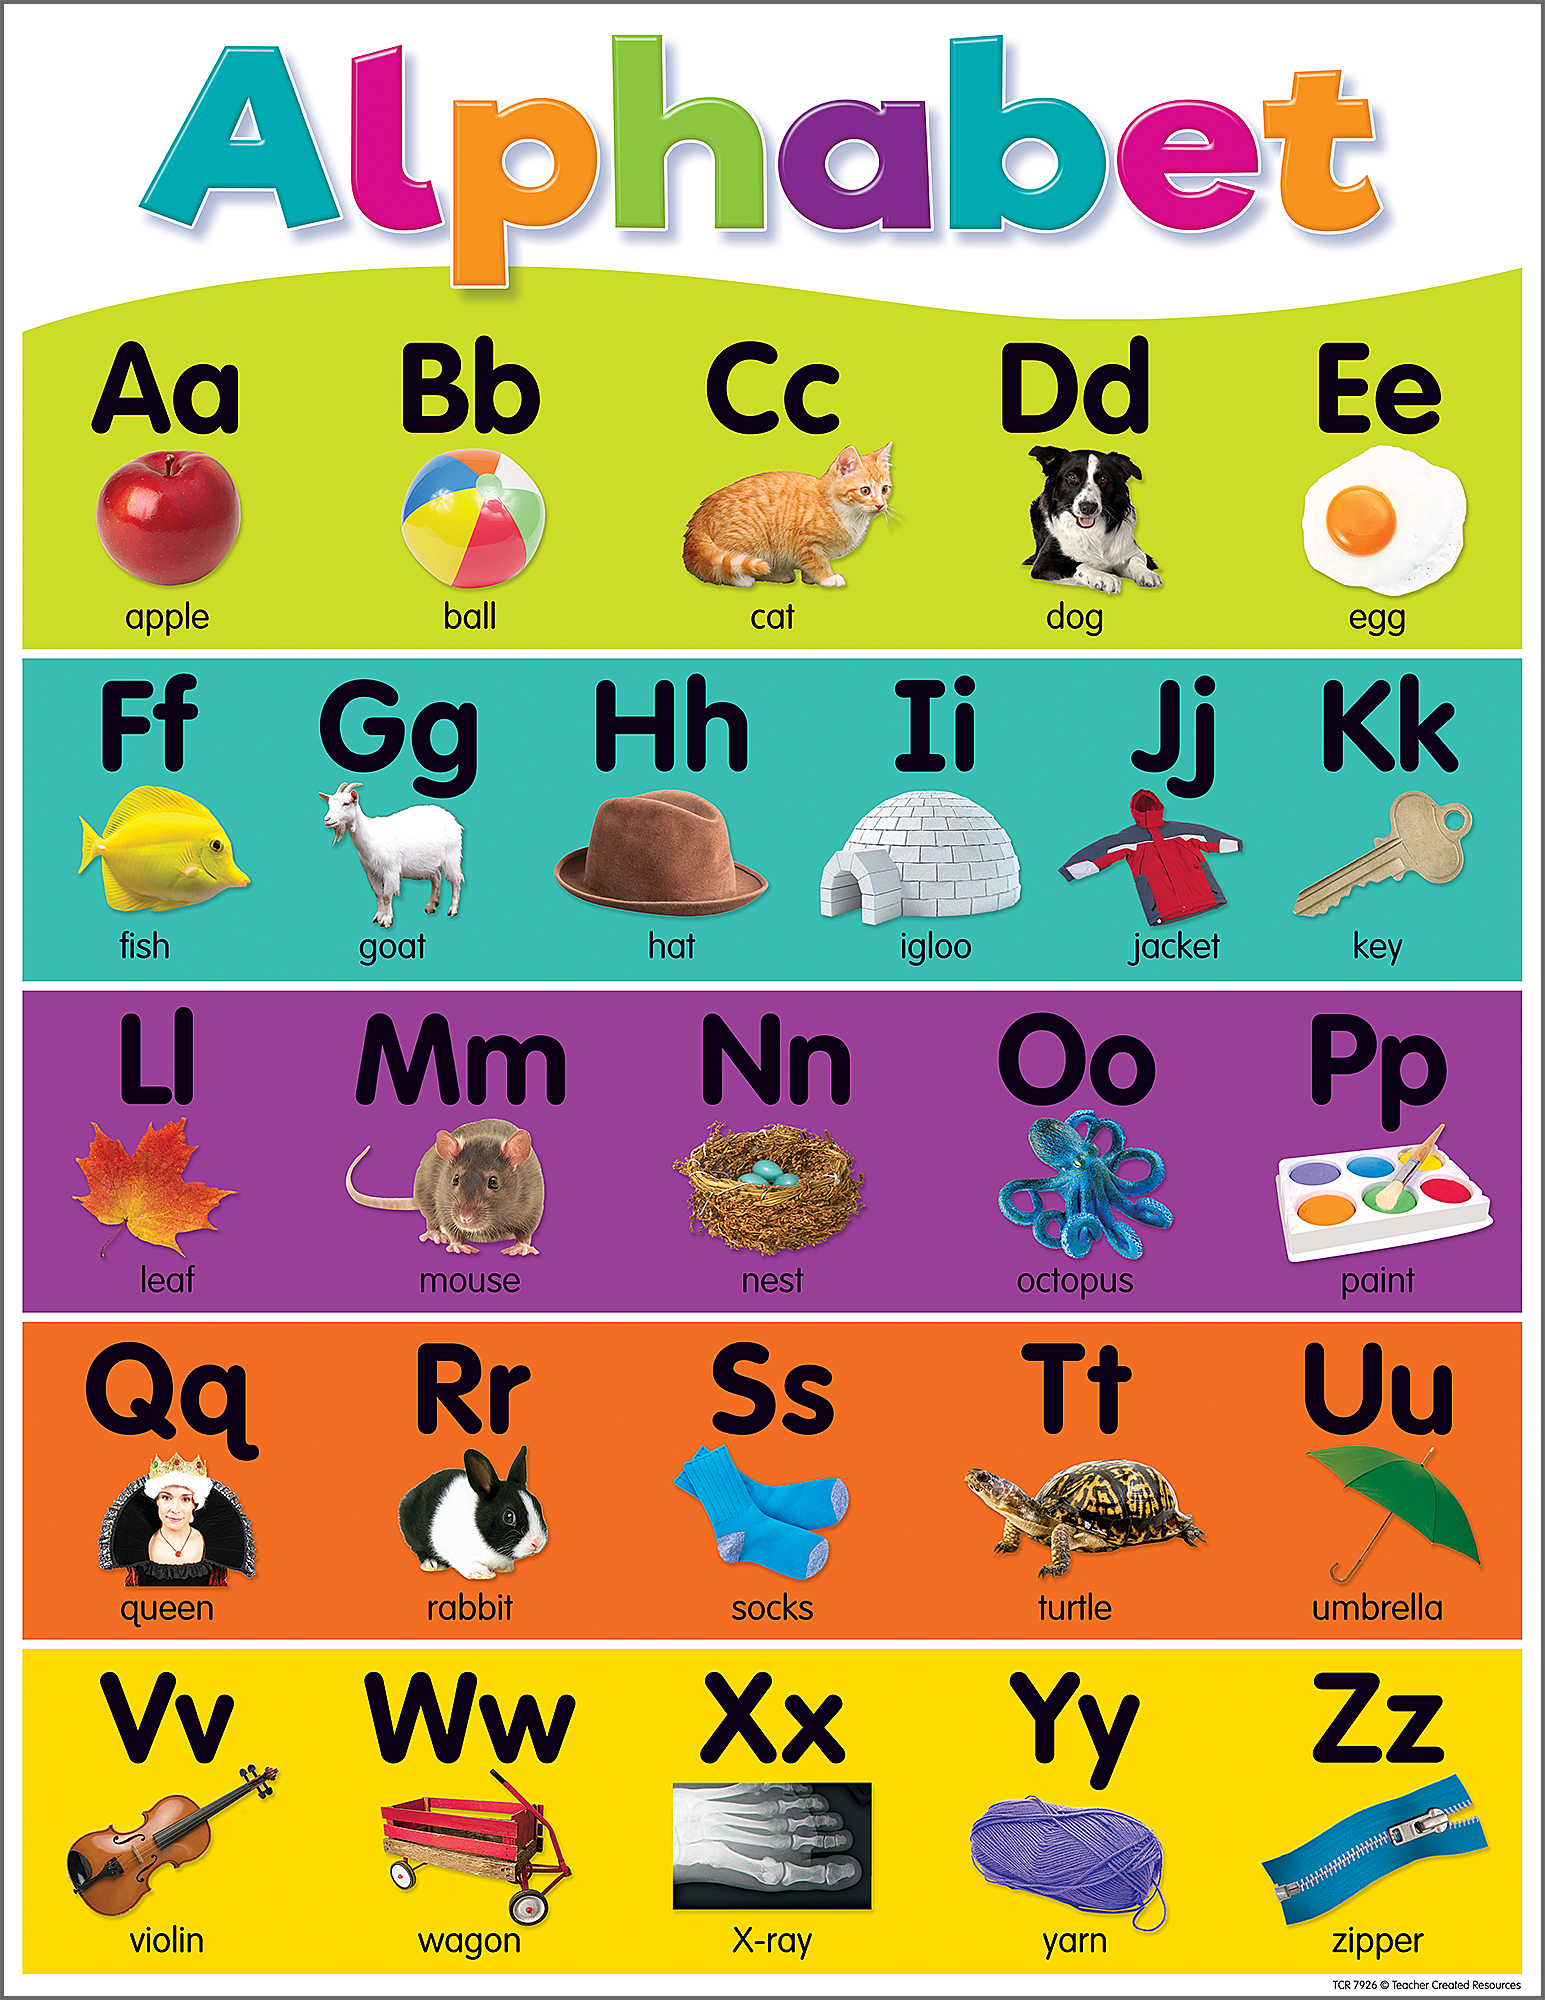 Alphabet
Aa Bb Cc Dd Ee
apple ball cat dog egg
Ff Gg Hh Ii Jj Kk
fish goat hat igloo jacket key
Ll Mm Nn Oo Pp
leaf mouse nest octopus paint
Qq Rr Ss Tt Uu
queen rabbit socks turtle umbrella
Vv Ww Xx Yy Zz
violin wagon X-ray yarn zipper
TCR 7926 © Teacher Created Resources